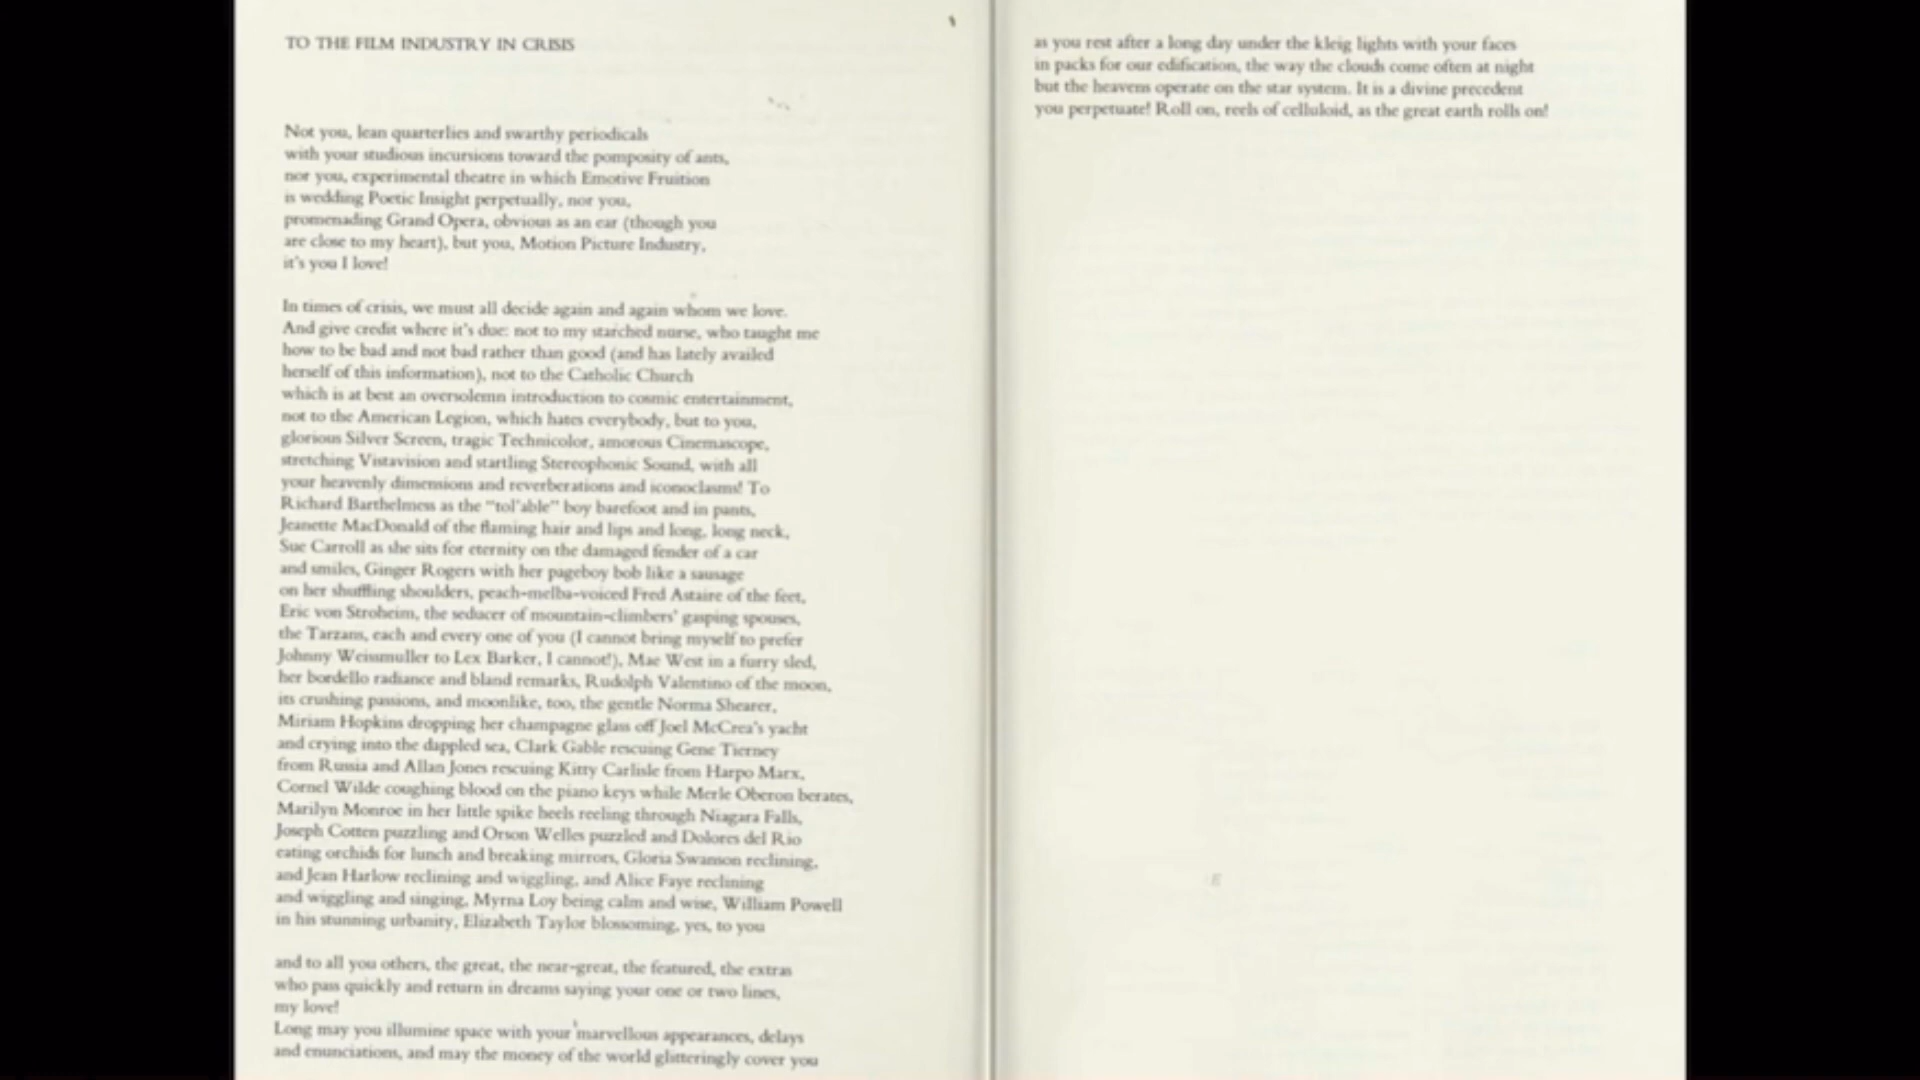 TO THE FILM INDUSTRY IN CRISIS
Not you, lean quarterlies and swarthy periodicals
with your studious incursions toward the pomposity of ants,
nor you, experimental theatre in which Emotive Fruition
is wedding Poetic Insight perpetually, nor you,
promenading Grand Opera, obvious as an ear (though you
are close to my heart), but you, Motion Picture Industry,
it's you I love!
In times of crisis, we must all decide again and again whom we love.
And give credit where it's due: not to my starched nurse, who taught me
how to be bad and not bad rather than good (and has lately availed
herself of this information), not to the Catholic Church
which is at best an oversolemn introduction to cosmic entertainment,
not to the American Legion, which hates everybody, but to you,
glorious Silver Screen, tragic Technicolor, amorous Cinemascope,
stretching Vistavision and startling Stereophonic Sound, with all
your heavenly dimensions and reverberations and iconoclasms! To
Richard Barthelmess as the "tol'able" boy barefoot and in pants,
Jeanette MacDonald of the flaming hair and lips and long, long neck,
Sue Carroll as she sits for eternity on the damaged fender of a car
and smiles, Ginger Rogers with her pageboy bob like a sausage
on her shuffling shoulders, peach-melba-voiced Fred Astaire of the feet,
Eric von Stroheim, the seducer of mountain-climbers' gasping spouses,
the Tarzans, each and every one of you (I cannot bring myself to prefer
Johnny Weissmuller to Lex Barker, I cannot!), Mae West in a furry sled,
her bordello radiance and bland remarks, Rudolph Valentino of the moon,
its crushing passions, and moonlike, too, the gentle Norma Shearer,
Miriam Hopkins dropping her champagne glass off Joel McCrea's yacht
and crying into the dappled sea, Clark Gable rescuing Gene Tierney
from Russia and Allan Jones rescuing Kitty Carlisle from Harpo Marx,
Cornel Wilde coughing blood on the piano keys while Merle Oberon berates,
Marilyn Monroe in her little spike heels reeling through Niagara Falls,
Joseph Cotten puzzling and Orson Welles puzzled and Dolores del Rio
eating orchids for lunch and breaking mirrors, Gloria Swanson reclining,
and Jean Harlow reclining and wiggling, and Alice Faye reclining
and wiggling and singing, Myrna Loy being calm and wise, William Powell
in his stunning urbanity, Elizabeth Taylor blossoming, yes, to you
and to all you others, the great, the near-great, the featured, the extras
who pass quickly and return in dreams saying your one or two lines,
my love!
Long may you illumine space with your marvellous appearances, delays
and enunciations, and may the money of the world glitteringly cover you
as you rest after a long day under the kleig lights with your faces
in packs for our edification, the way the clouds come often at night
but the heavens operate on the star system. It is a divine precedent
you perpetuate! Roll on, reels of celluloid, as the great earth rolls on!